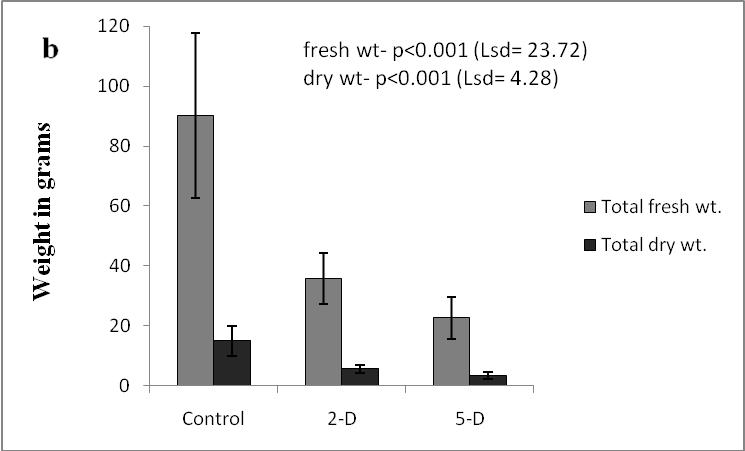 b
fresh wt- p<0.001 (Lsd= 23.72)
dry wt- p<0.001 (Lsd= 4.28)
Weight in grams
120
100
80
60
40
20
0
Control 2-D 5-D
Total fresh wt.
Total dry wt.